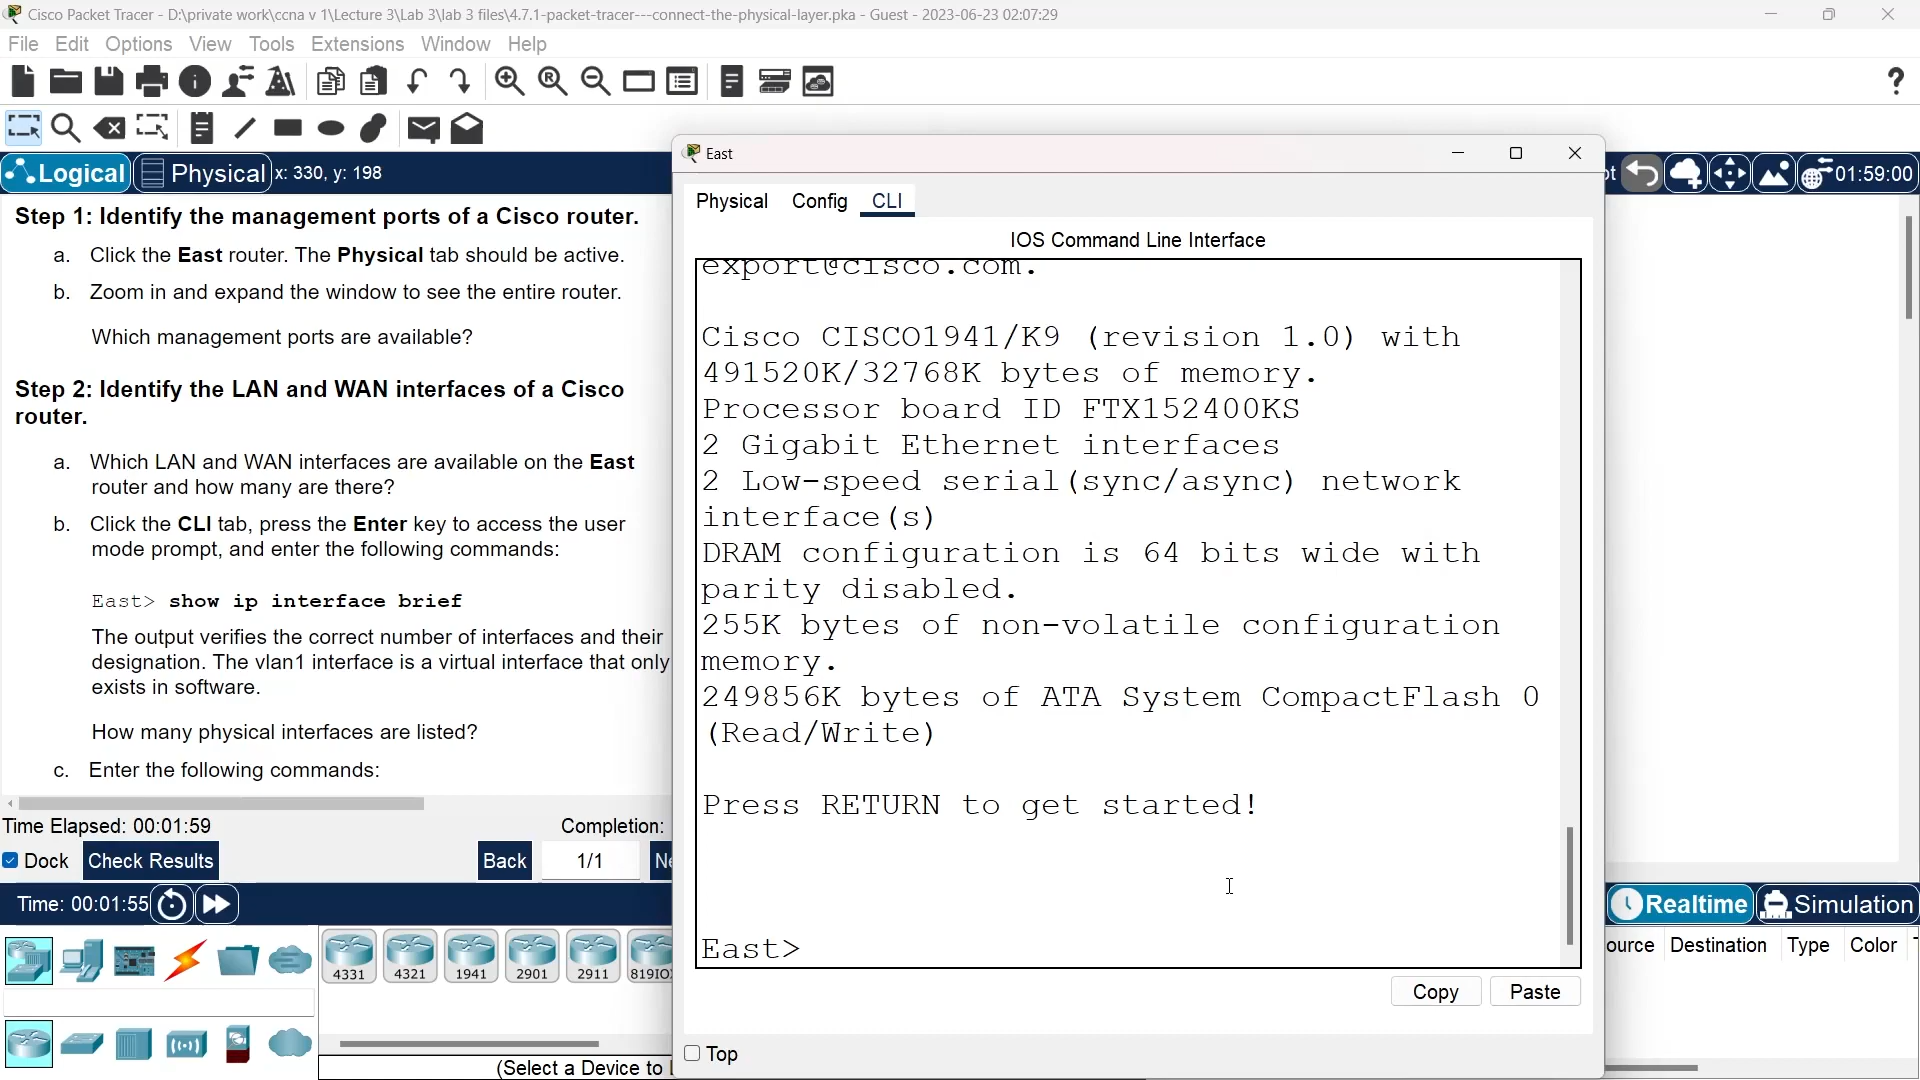 Cisco Packet Tracer - D:\private work\ccna v 1\Lecture 3\Lab 3\lab 3 files\4.7.1-packet-tracer---connect-the-physical-layer.pka - Guest - 2023-06-23 02:07:29
File Edit Options View Tools Extensions Window Help
Logical Physical x: 330, y: 198
01:59:00
Step 1: Identify the management ports of a Cisco router.
a. Click the East router. The Physical tab should be active.
b. Zoom in and expand the window to see the entire router.
Which management ports are available?
Step 2: Identify the LAN and WAN interfaces of a Cisco
router.
a. Which LAN and WAN interfaces are available on the East
router and how many are there?
b. Click the CLI tab, press the Enter key to access the user
mode prompt, and enter the following commands:
East> show ip interface brief
The output verifies the correct number of interfaces and their
designation. The vlan1 interface is a virtual interface that only
exists in software.
How many physical interfaces are listed?
c. Enter the following commands:
Time Elapsed: 00:01:59
Completion:
Dock Check Results Back 1/1
Time: 00:01:55
4331 4321 1941 2901 2911 819IO
(Select a Device to
East
Physical Config CLI
IOS Command Line Interface
export@cisco.com.
Cisco CISCO1941/K9 (revision 1.0) with
491520K/32768K bytes of memory.
Processor board ID FTX152400KS
2 Gigabit Ethernet interfaces
2 Low-speed serial(sync/async) network
interface(s)
DRAM configuration is 64 bits wide with
parity disabled.
255K bytes of non-volatile configuration
memory.
249856K bytes of ATA System CompactFlash 0
(Read/Write)
Press RETURN to get started!
East>
Copy Paste
Top
Realtime Simulation
ource Destination Type Color